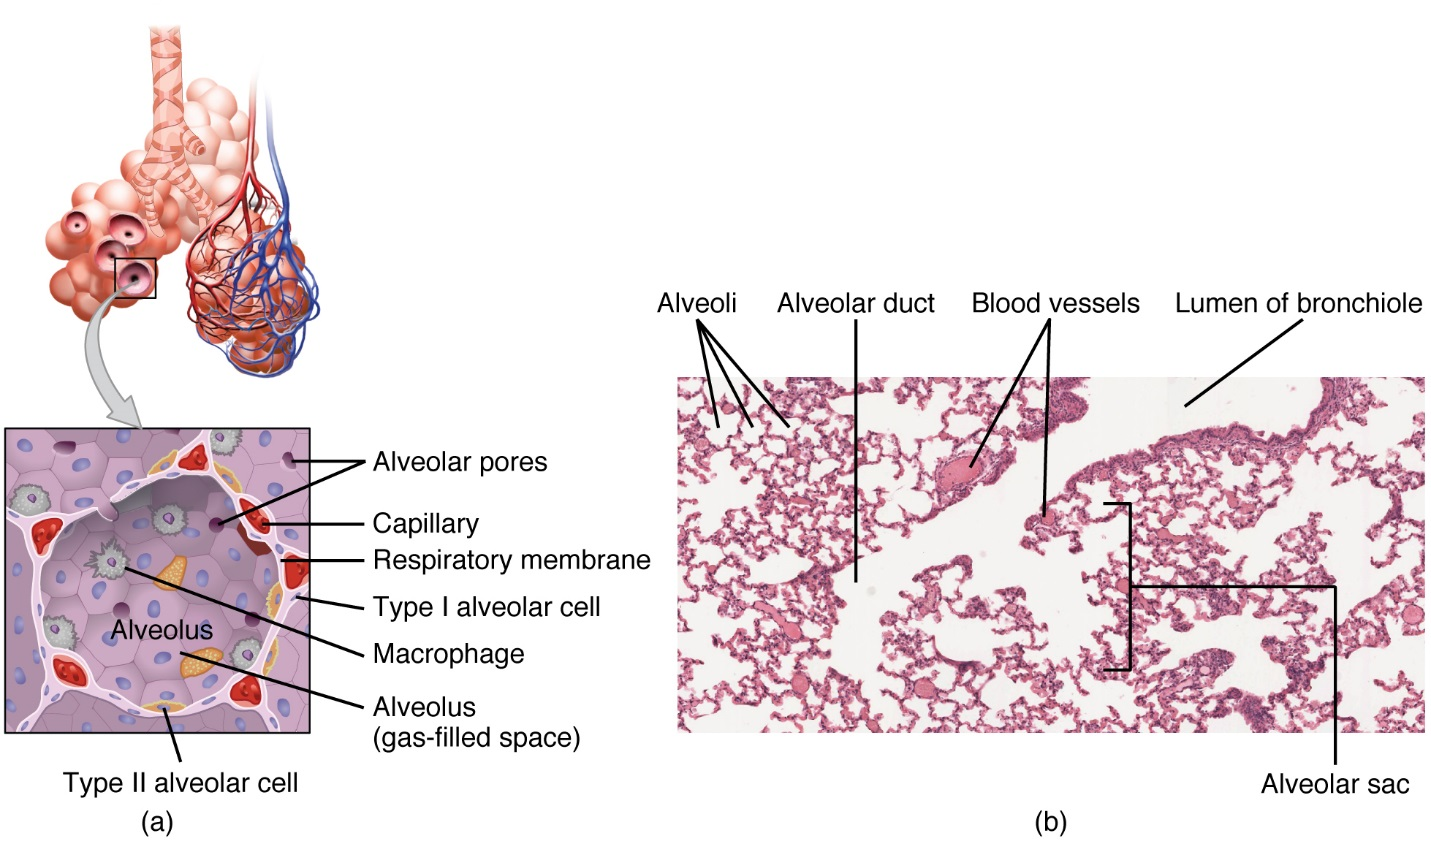 Alveolar pores
Capillary
Respiratory membrane
Type I alveolar cell
Macrophage
Alveolus
Alveolus
(gas-filled space)
Type II alveolar cell
(a)
Alveoli
Alveolar duct
Blood vessels
Lumen of bronchiole
Alveolar sac
(b)